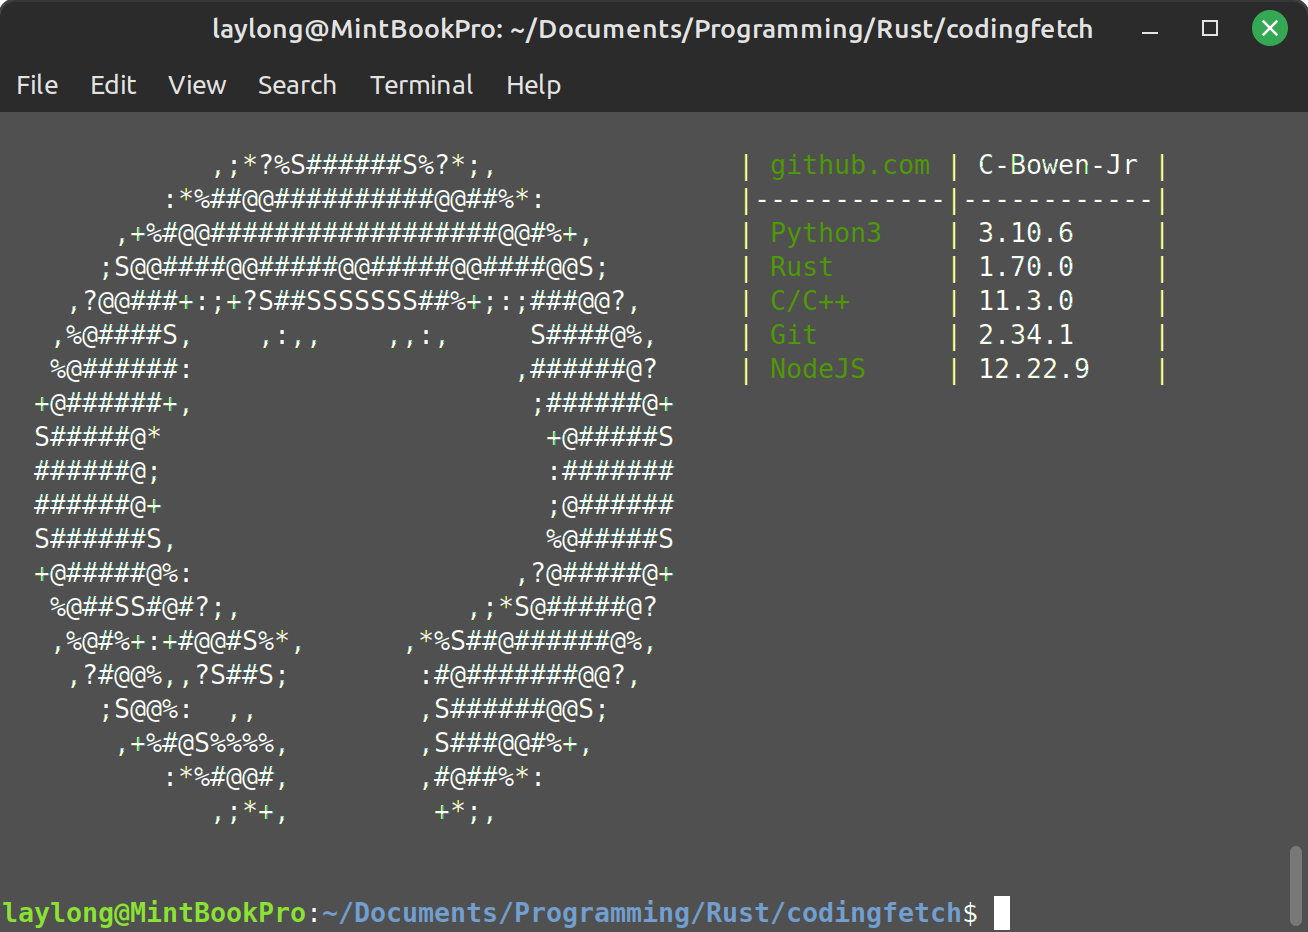 laylong@MintBookPro: ~/Documents/Programming/Rust/codingfetch
File Edit View Search Terminal Help
             ,;*?%S######S%?*;,               | github.com | C-Bowen-Jr |
          :*%##@@##########@@##%*:            |------------|------------|
       ,+%#@@##################@@#%+,         | Python3    | 3.10.6     |
      ;S@@####@@#####@@#####@@####@@S;        | Rust       | 1.70.0     |
    ,?@@###+:;+?S##SSSSSSS##%+;:;###@@?,      | C/C++      | 11.3.0     |
   ,%@####S,    ,:,,    ,,:,     S####@%,     | Git        | 2.34.1     |
   %@######:                    ,######@?     | NodeJS     | 12.22.9    |
  +@######+,                     ;######@+
  S#####@*                        +@#####S
  ######@;                        :#######
  ######@+                        ;@######
  S######S,                       %@#####S
  +@#####@%:                    ,?@#####@+
   %@##SS#@#?;,              ,;*S@#####@?
   ,%@#%+:+#@@#S%*,      ,*%S##@######@%,
    ,?#@@%,,?S##S;        :#@#######@@?,
      ;S@@%:  ,,          ,S######@@S;
       ,+%#@S%%%%,        ,S###@@#%+,
          :*%#@@#,        ,#@##%*:
             ,;*+,         +*;,
laylong@MintBookPro:~/Documents/Programming/Rust/codingfetch$